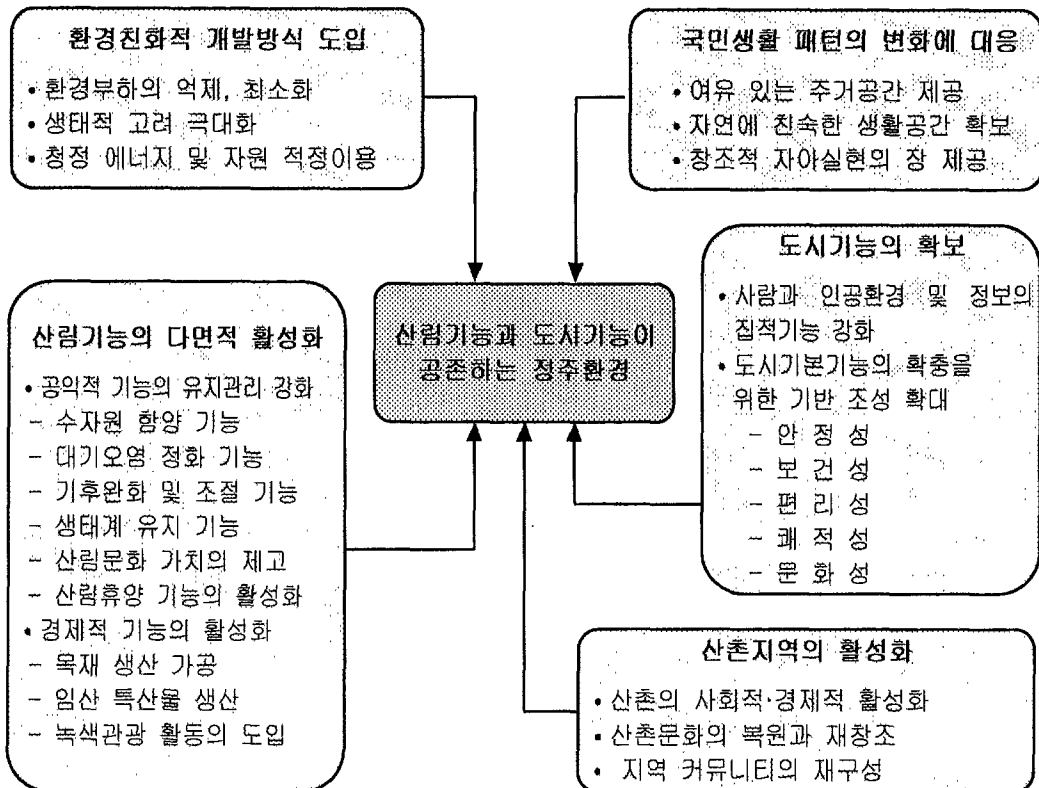 환경친화적 개발방식 도입
• 환경부하의 억제, 최소화
• 생태적 고려 극대화
• 청정 에너지 및 자원 적정이용
국민생활 패턴의 변화에 대응
• 여유 있는 주거공간 제공
• 자연에 친숙한 생활공간 확보
• 창조적 자아실현의 장 제공
산림기능의 다면적 활성화
• 공익적 기능의 유지관리 강화
- 수자원 함양 기능
- 대기오염 정화 기능
- 기후완화 및 조절 기능
- 생태계 유지 기능
- 산림문화 가치의 제고
- 산림휴양 기능의 활성화
• 경제적 기능의 활성화
- 목재 생산 가공
- 임산 특산물 생산
- 녹색관광 활동의 도입
산림기능과 도시기능이
공존하는 정주환경
도시기능의 확보
• 사람과 인공환경 및 정보의
집적기능 강화
• 도시기본기능의 확충을
위한 기반 조성 확대
- 안 정 성
- 보 건 성
- 편 리 성
- 쾌 적 성
- 문 화 성
산촌지역의 활성화
• 산촌의 사회적·경제적 활성화
• 산촌문화의 복원과 재창조
• 지역 커뮤니티의 재구성